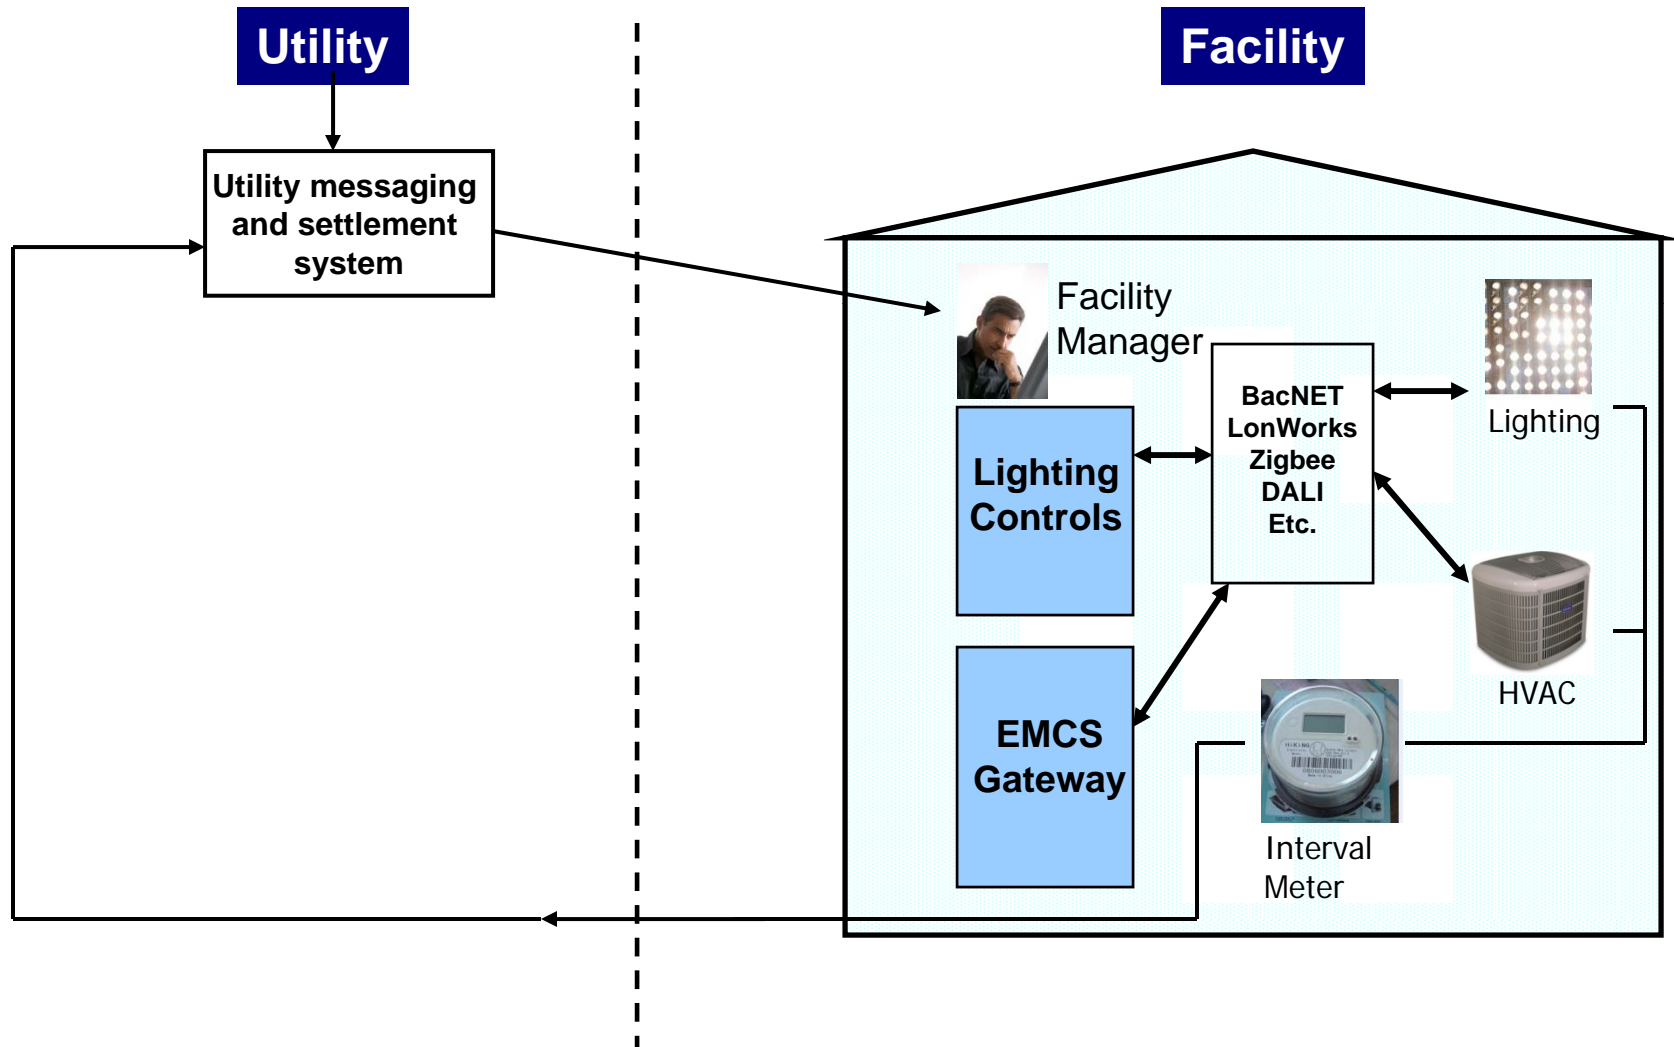 Utility
Facility
Utility messaging
and settlement
system
Facility
Manager
BacNET
LonWorks
Zigbee
DALI
Etc.
Lighting
Lighting
Controls
HVAC
EMCS
Gateway
HIKING
Interval
Meter